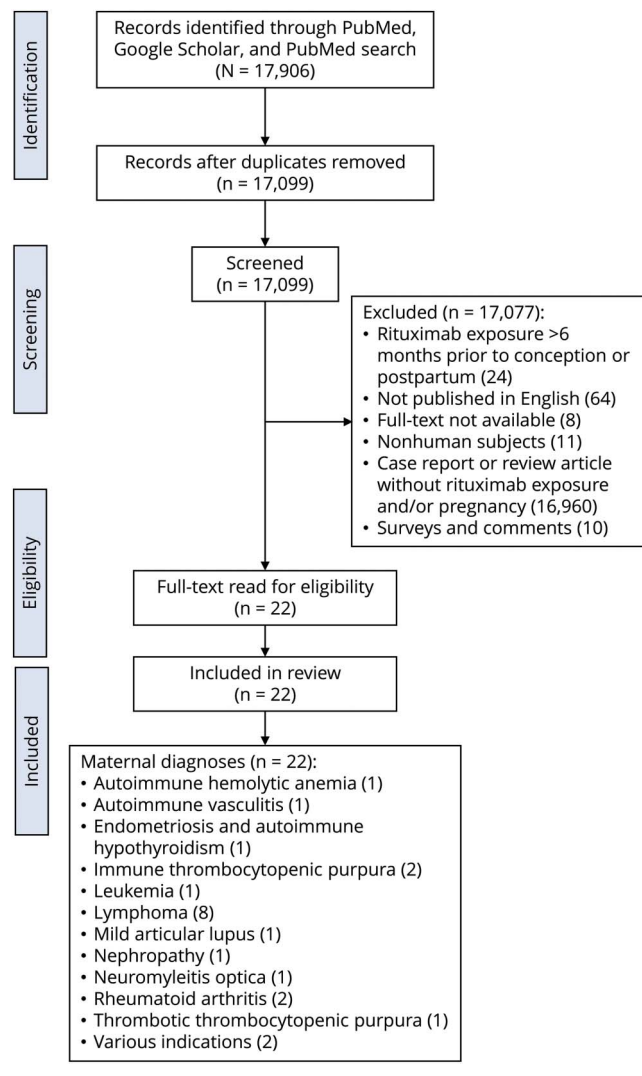 Identification
Records identified through PubMed,
Google Scholar, and PubMed search
(N = 17,906)
Records after duplicates removed
(n = 17,099)
Screening
Screened
(n = 17,099)
Excluded (n = 17,077):
• Rituximab exposure >6
months prior to conception or
postpartum (24)
• Not published in English (64)
• Full-text not available (8)
• Nonhuman subjects (11)
• Case report or review article
without rituximab exposure
and/or pregnancy (16,960)
• Surveys and comments (10)
Eligibility
Full-text read for eligibility
(n = 22)
Included
Included in review
(n = 22)
Maternal diagnoses (n = 22):
• Autoimmune hemolytic anemia (1)
• Autoimmune vasculitis (1)
• Endometriosis and autoimmune
hypothyroidism (1)
• Immune thrombocytopenic purpura (2)
• Leukemia (1)
• Lymphoma (8)
• Mild articular lupus (1)
• Nephropathy (1)
• Neuromyleitis optica (1)
• Rheumatoid arthritis (2)
• Thrombotic thrombocytopenic purpura (1)
• Various indications (2)